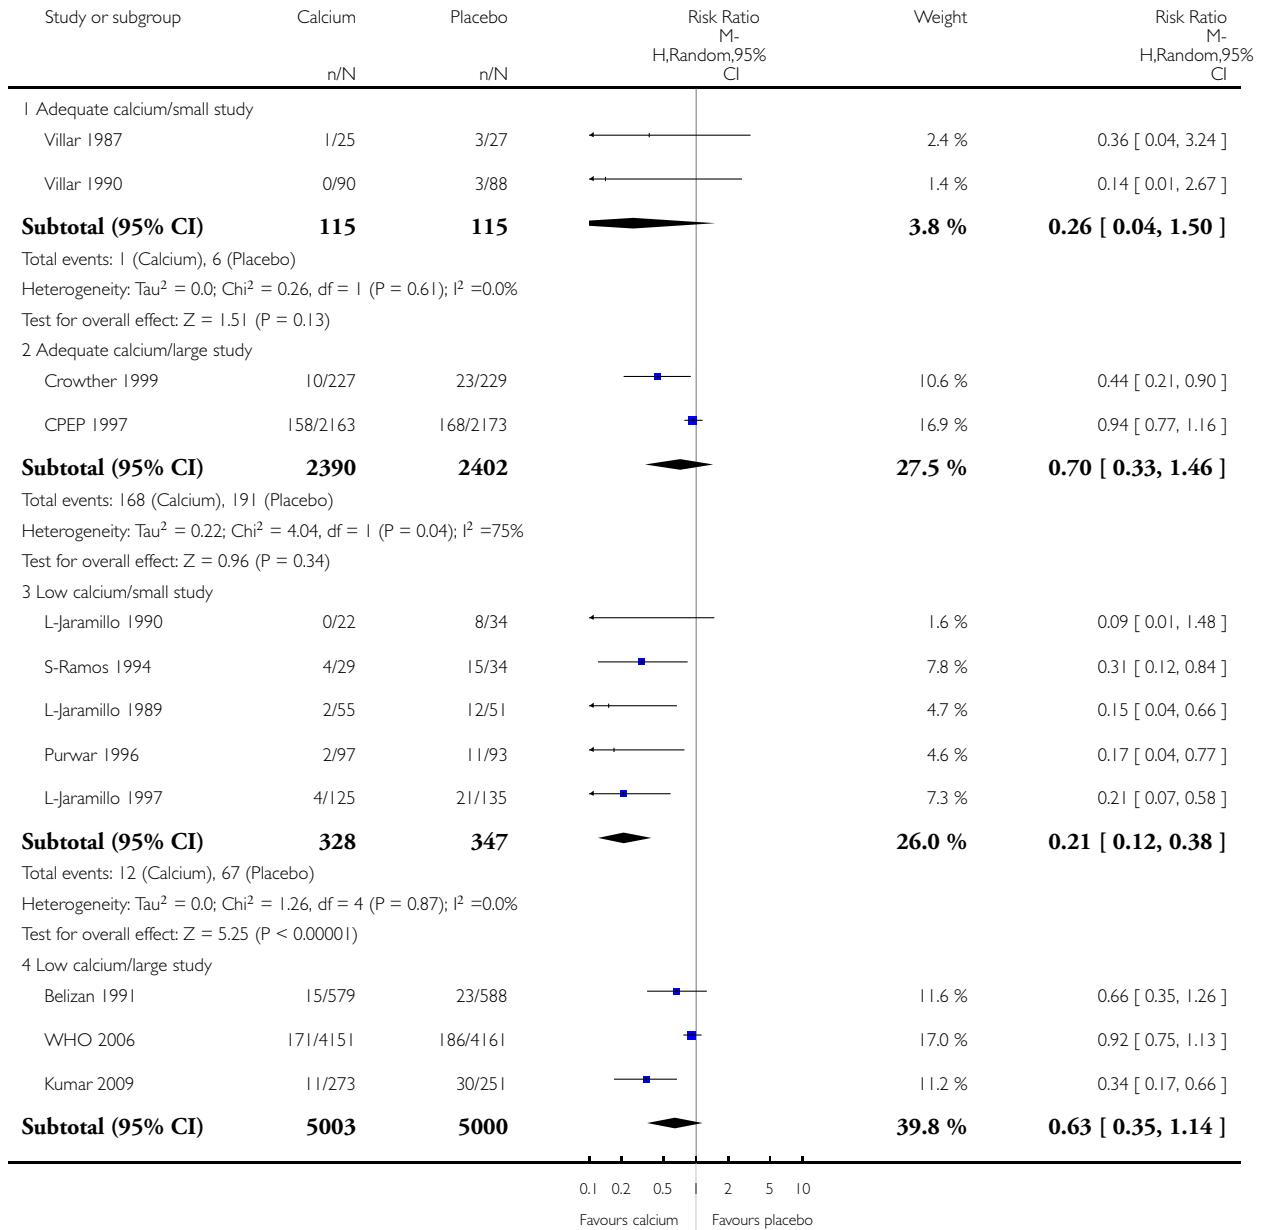 Study or subgroup Calcium Placebo Risk Ratio Weight Risk Ratio
M- M-
H,Random,95% H,Random,95%
n/N n/N CI CI
1 Adequate calcium/small study
Villar 1987 1/25 3/27 2.4 % 0.36 [ 0.04, 3.24 ]
Villar 1990 0/90 3/88 1.4 % 0.14 [ 0.01, 2.67 ]
Subtotal (95% CI) 115 115 3.8 % 0.26 [ 0.04, 1.50 ]
Total events: 1 (Calcium), 6 (Placebo)
Heterogeneity: Tau² = 0.0; Chi² = 0.26, df = 1 (P = 0.61); I² =0.0%
Test for overall effect: Z = 1.51 (P = 0.13)
2 Adequate calcium/large study
Crowther 1999 10/227 23/229 10.6 % 0.44 [ 0.21, 0.90 ]
CPEP 1997 158/2163 168/2173 16.9 % 0.94 [ 0.77, 1.16 ]
Subtotal (95% CI) 2390 2402 27.5 % 0.70 [ 0.33, 1.46 ]
Total events: 168 (Calcium), 191 (Placebo)
Heterogeneity: Tau² = 0.22; Chi² = 4.04, df = 1 (P = 0.04); I² =75%
Test for overall effect: Z = 0.96 (P = 0.34)
3 Low calcium/small study
L-Jaramillo 1990 0/22 8/34 1.6 % 0.09 [ 0.01, 1.48 ]
S-Ramos 1994 4/29 15/34 7.8 % 0.31 [ 0.12, 0.84 ]
L-Jaramillo 1989 2/55 12/51 4.7 % 0.15 [ 0.04, 0.66 ]
Purwar 1996 2/97 11/93 4.6 % 0.17 [ 0.04, 0.77 ]
L-Jaramillo 1997 4/125 21/135 7.3 % 0.21 [ 0.07, 0.58 ]
Subtotal (95% CI) 328 347 26.0 % 0.21 [ 0.12, 0.38 ]
Total events: 12 (Calcium), 67 (Placebo)
Heterogeneity: Tau² = 0.0; Chi² = 1.26, df = 4 (P = 0.87); I² =0.0%
Test for overall effect: Z = 5.25 (P < 0.00001)
4 Low calcium/large study
Belizan 1991 15/579 23/588 11.6 % 0.66 [ 0.35, 1.26 ]
WHO 2006 171/4151 186/4161 17.0 % 0.92 [ 0.75, 1.13 ]
Kumar 2009 11/273 30/251 11.2 % 0.34 [ 0.17, 0.66 ]
Subtotal (95% CI) 5003 5000 39.8 % 0.63 [ 0.35, 1.14 ]
0.1 0.2 0.5 1 2 5 10
Favours calcium Favours placebo